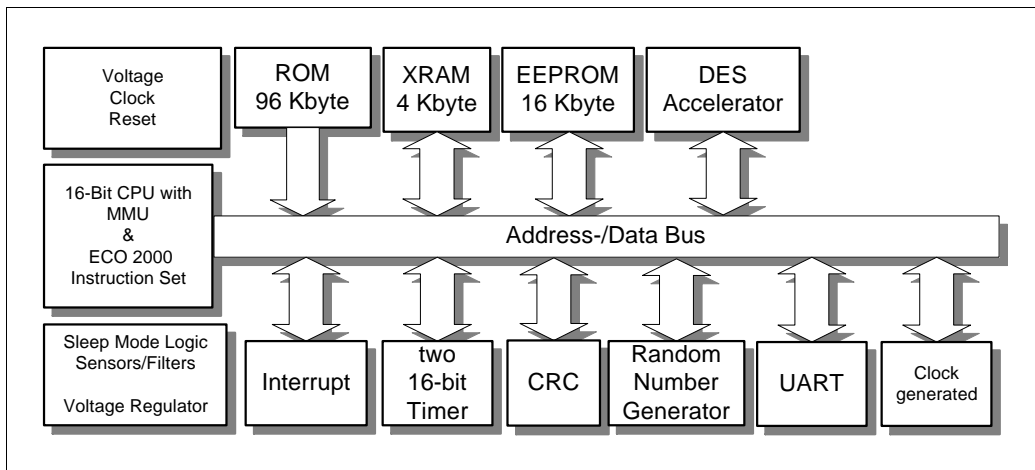 Voltage
Clock
Reset
ROM
96 Kbyte
XRAM
4 Kbyte
EEPROM
16 Kbyte
DES
Accelerator
16-Bit CPU with
MMU
&
ECO 2000
Instruction Set
Address-/Data Bus
Sleep Mode Logic
Sensors/Filters
Voltage Regulator
Interrupt
two
16-bit
Timer
CRC
Random
Number
Generator
UART
Clock
generated